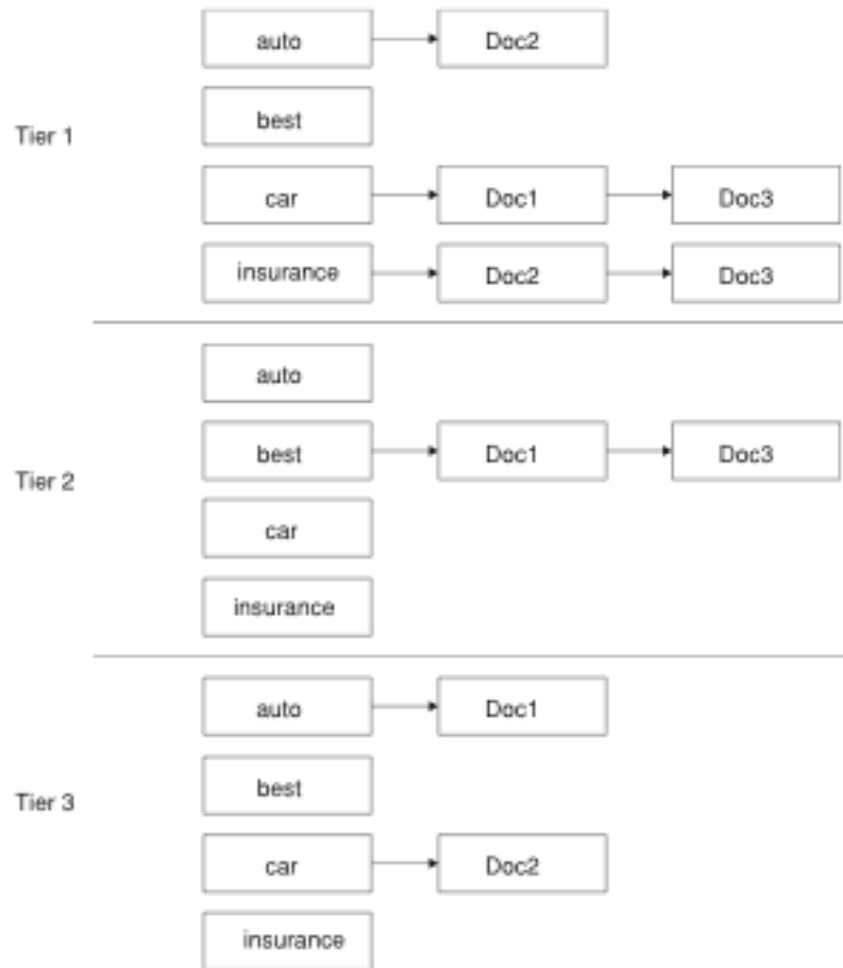 auto Doc2
best
Tier 1
car Doc1 Doc3
insurance Doc2 Doc3
auto
best Doc1 Doc3
Tier 2
car
insurance
auto Doc1
best
Tier 3
car Doc2
insurance